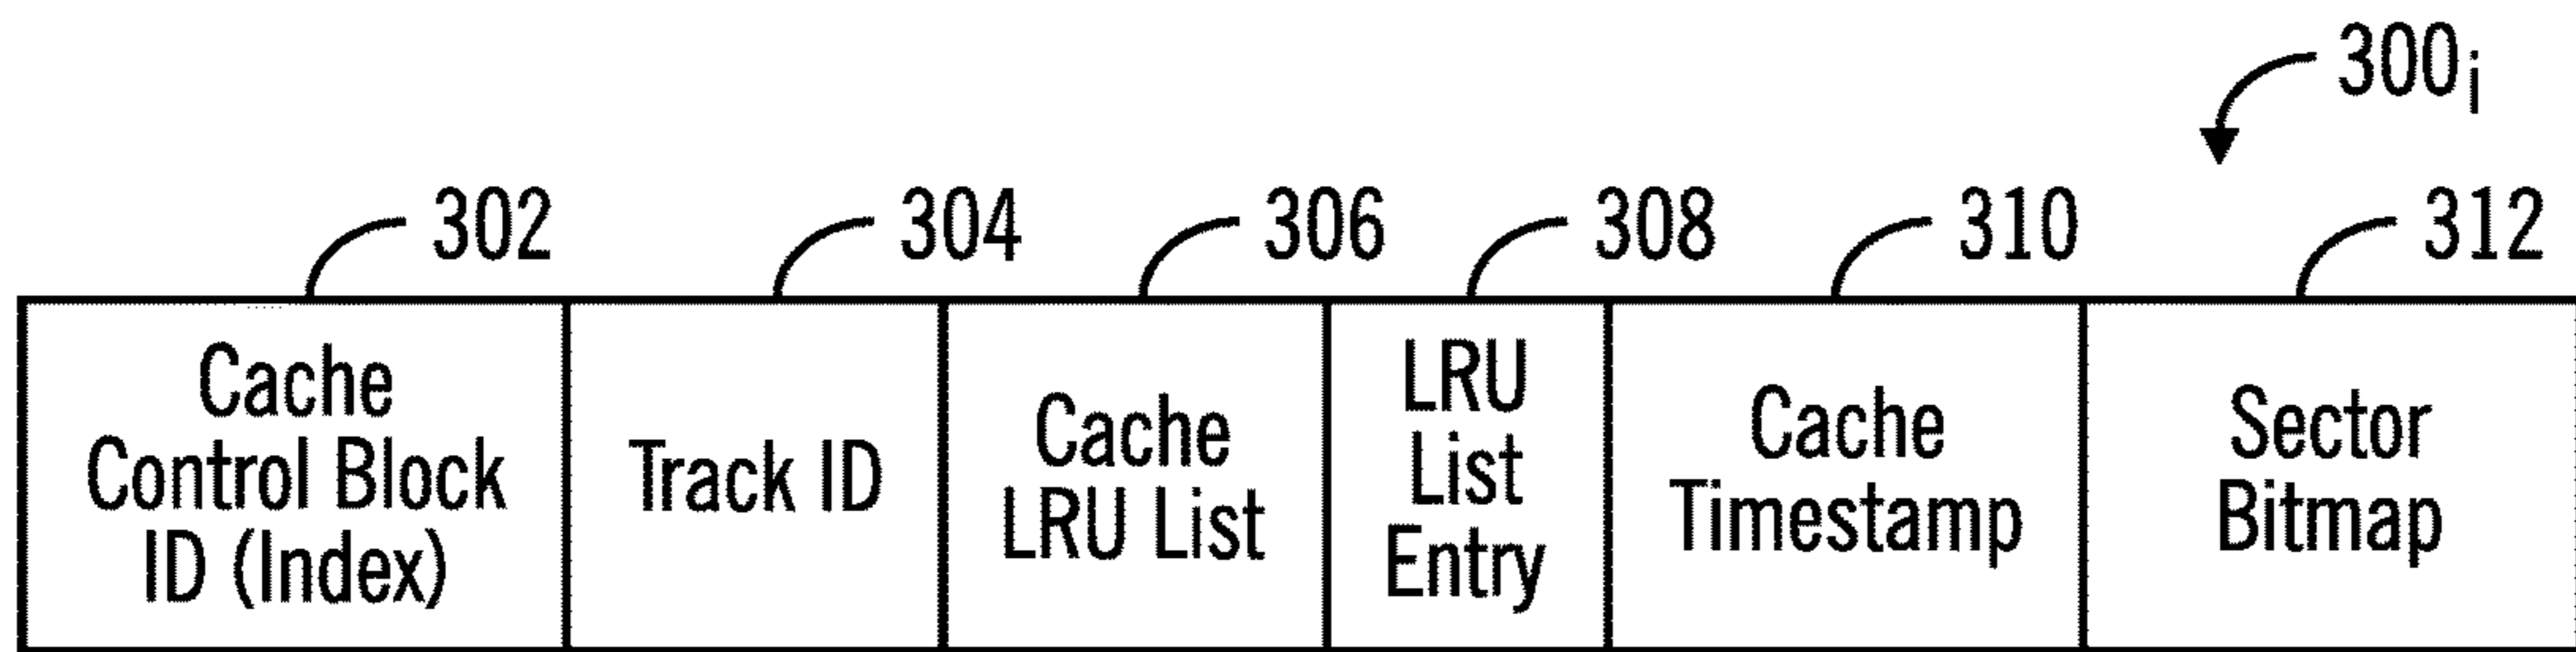 300i
302 304 306 308 310 312
Cache
Control Block
ID (Index)
Track ID
Cache
LRU List
LRU
List
Entry
Cache
Timestamp
Sector
Bitmap